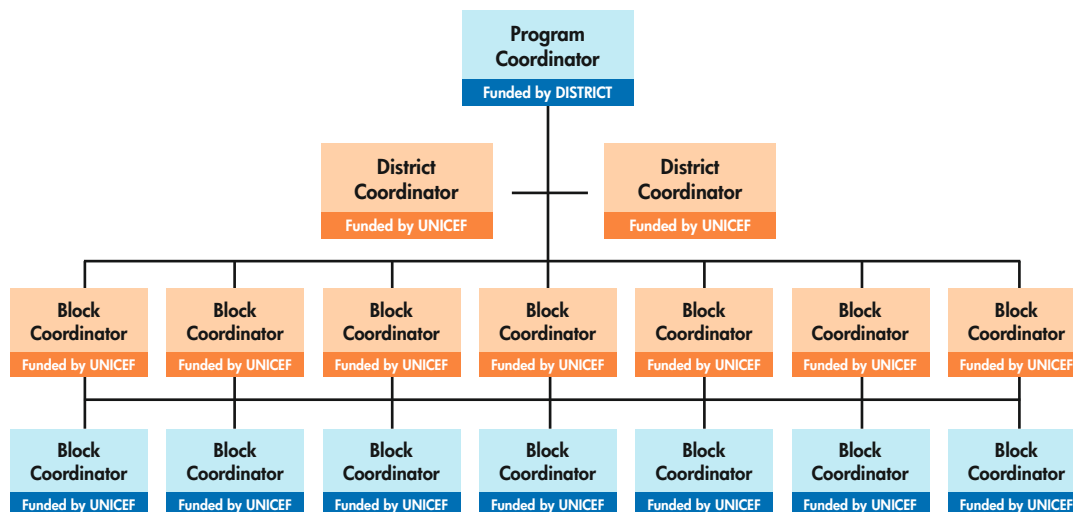 Program
Coordinator
Funded by DISTRICT
District
Coordinator
Funded by UNICEF
District
Coordinator
Funded by UNICEF
Block
Coordinator
Funded by UNICEF
Block
Coordinator
Funded by UNICEF
Block
Coordinator
Funded by UNICEF
Block
Coordinator
Funded by UNICEF
Block
Coordinator
Funded by UNICEF
Block
Coordinator
Funded by UNICEF
Block
Coordinator
Funded by UNICEF
Block
Coordinator
Funded by UNICEF
Block
Coordinator
Funded by UNICEF
Block
Coordinator
Funded by UNICEF
Block
Coordinator
Funded by UNICEF
Block
Coordinator
Funded by UNICEF
Block
Coordinator
Funded by UNICEF
Block
Coordinator
Funded by UNICEF